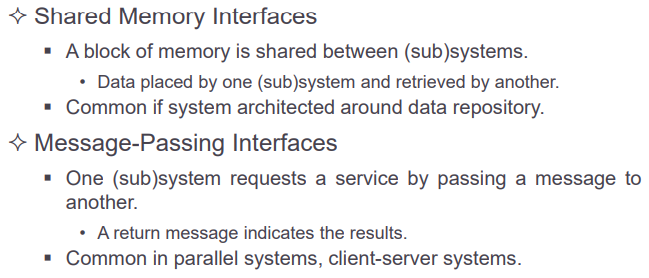 ✧ Shared Memory Interfaces
▪ A block of memory is shared between (sub)systems.
• Data placed by one (sub)system and retrieved by another.
▪ Common if system architected around data repository.
✧ Message-Passing Interfaces
▪ One (sub)system requests a service by passing a message to
another.
• A return message indicates the results.
▪ Common in parallel systems, client-server systems.